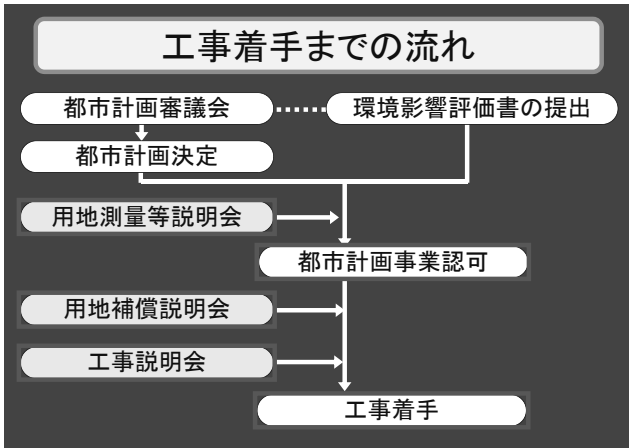 工事着手までの流れ
都市計画審議会
環境影響評価書の提出
都市計画決定
用地測量等説明会
都市計画事業認可
用地補償説明会
工事説明会
工事着手